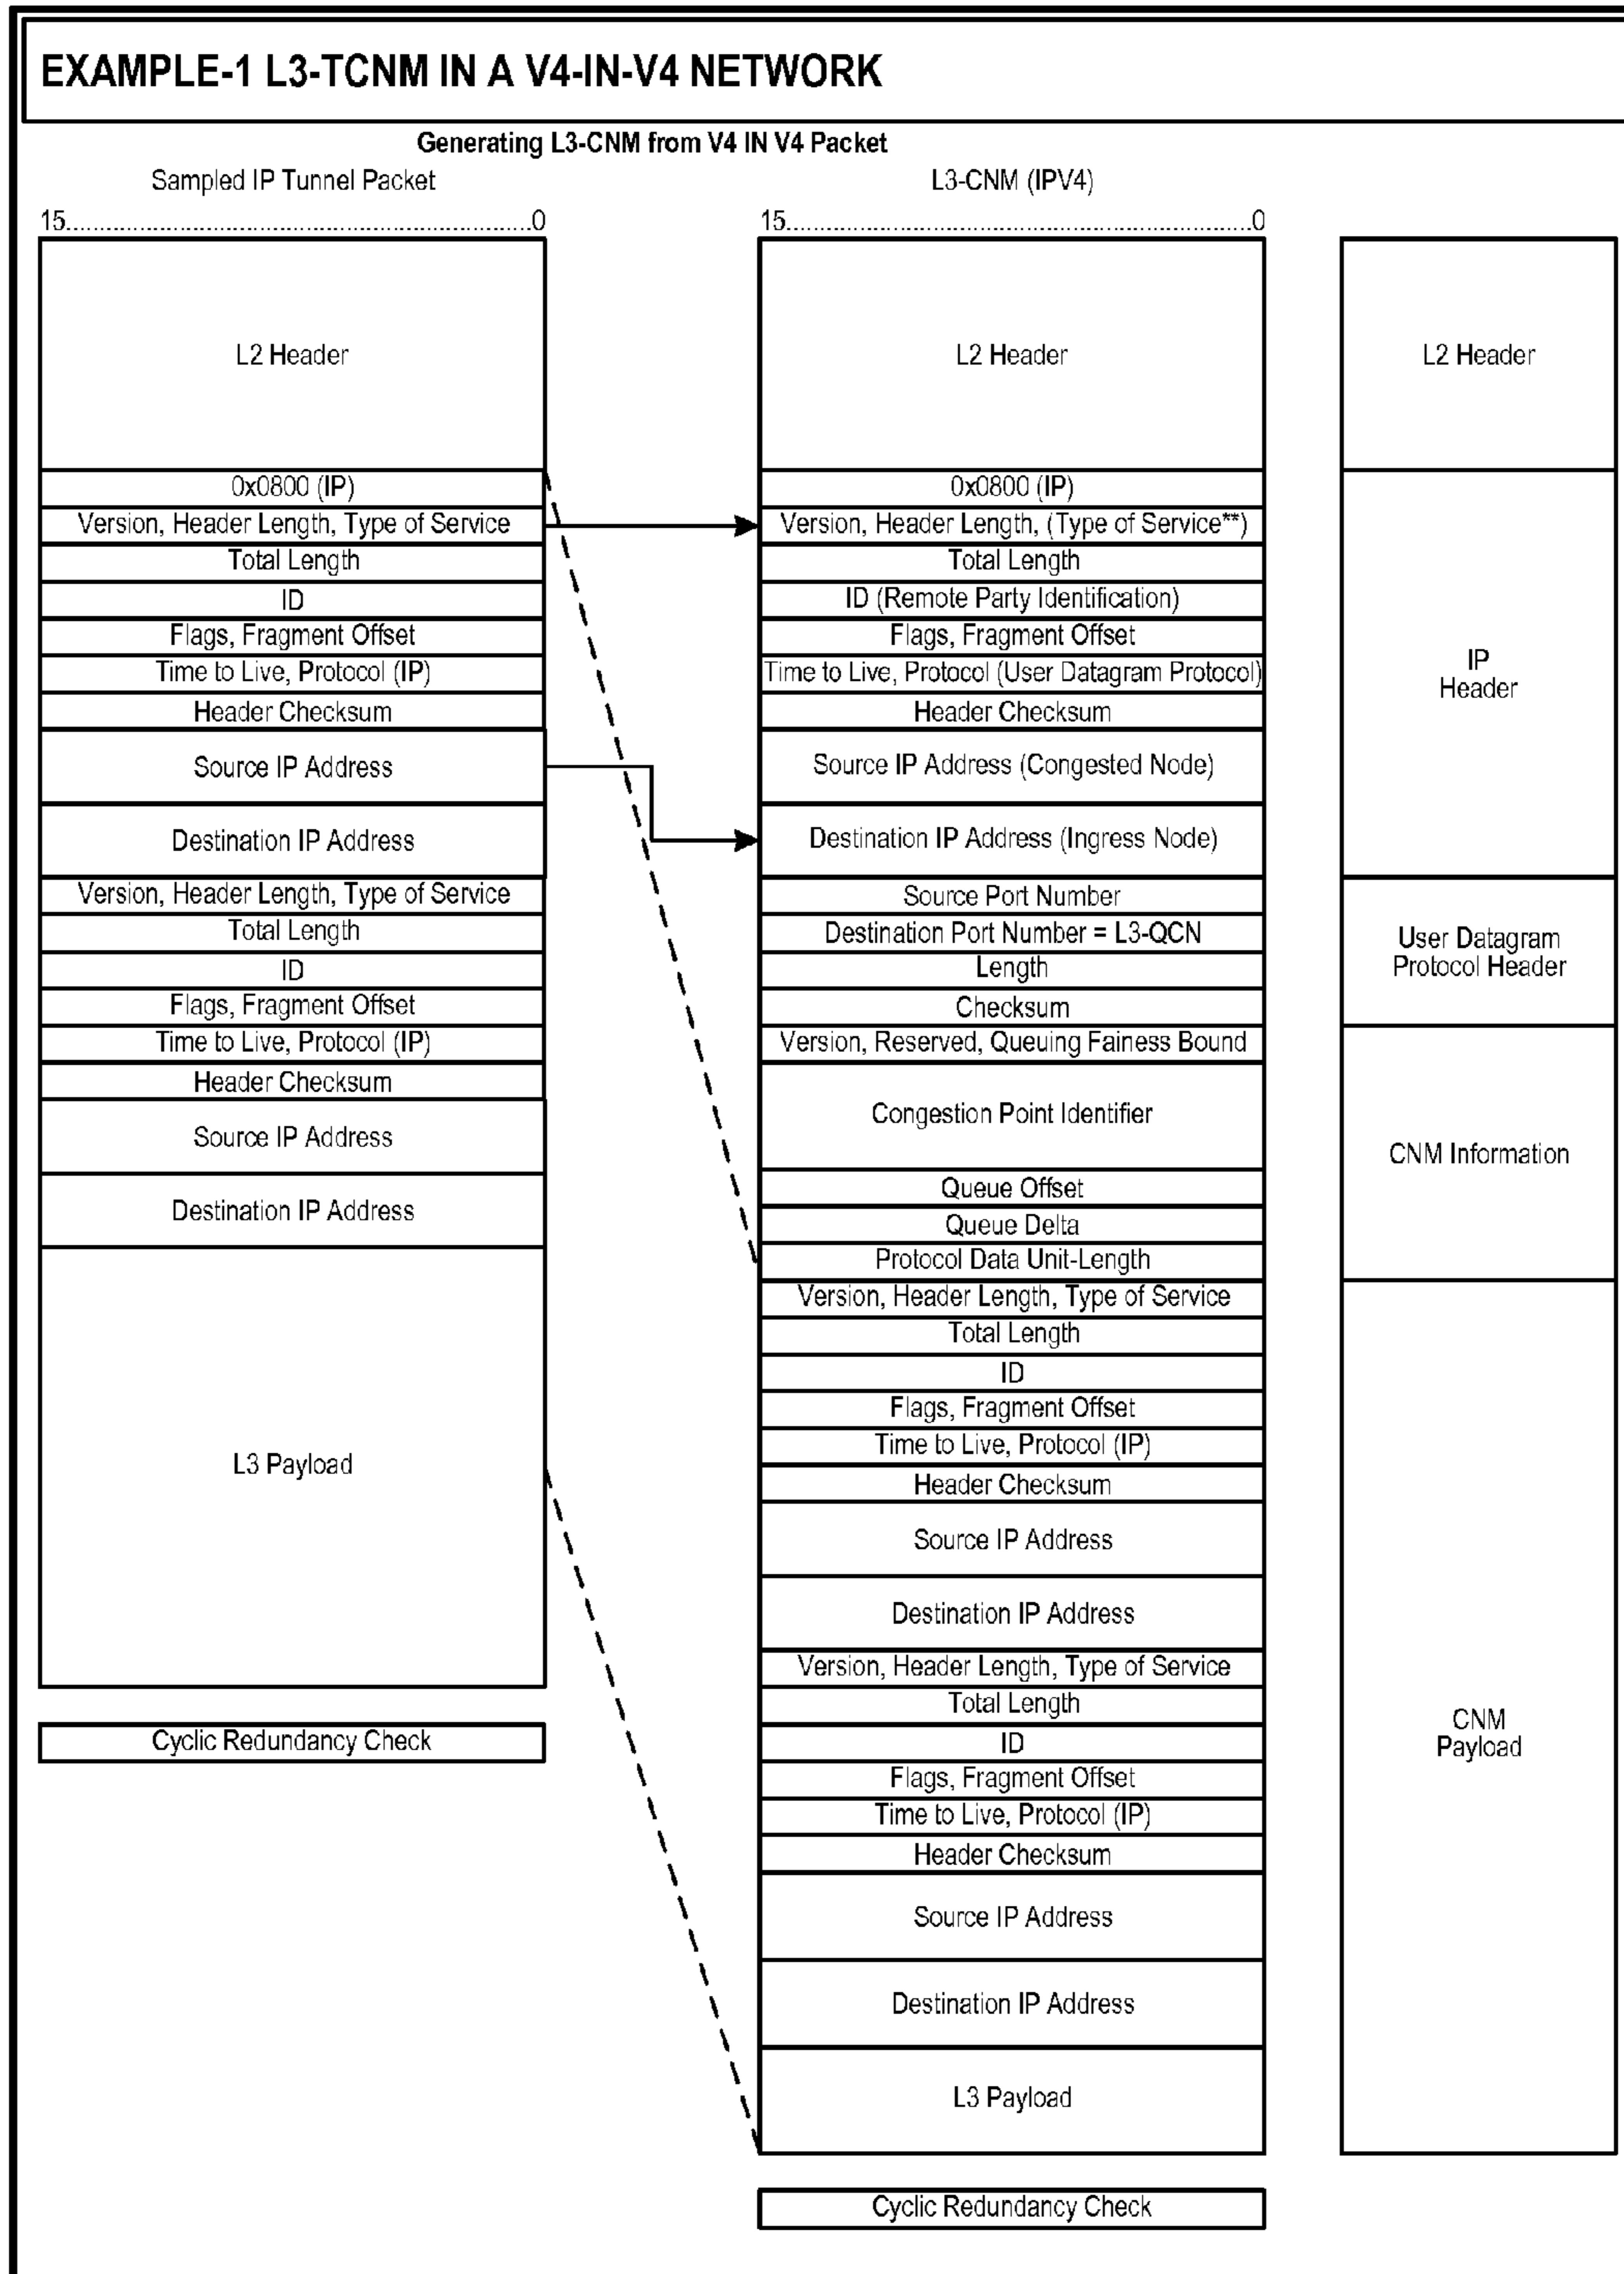 EXAMPLE-1 L3-TCNM IN A V4-IN-V4 NETWORK
Generating L3-CNM from V4 IN V4 Packet
Sampled IP Tunnel Packet
15.......................................................................0
L2 Header
0x0800 (IP)
Version, Header Length, Type of Service
Total Length
ID
Flags, Fragment Offset
Time to Live, Protocol (IP)
Header Checksum
Source IP Address
Destination IP Address
Version, Header Length, Type of Service
Total Length
ID
Flags, Fragment Offset
Time to Live, Protocol (IP)
Header Checksum
Source IP Address
Destination IP Address
L3 Payload
Cyclic Redundancy Check
L3-CNM (IPV4)
15.......................................................................0
L2 Header
0x0800 (IP)
Version, Header Length, (Type of Service**)
Total Length
ID (Remote Party Identification)
Flags, Fragment Offset
Time to Live, Protocol (User Datagram Protocol)
Header Checksum
Source IP Address (Congested Node)
Destination IP Address (Ingress Node)
Source Port Number
Destination Port Number = L3-QCN
Length
Checksum
Version, Reserved, Queuing Fainess Bound
Congestion Point Identifier
Queue Offset
Queue Delta
Protocol Data Unit-Length
Version, Header Length, Type of Service
Total Length
ID
Flags, Fragment Offset
Time to Live, Protocol (IP)
Header Checksum
Source IP Address
Destination IP Address
Version, Header Length, Type of Service
Total Length
ID
Flags, Fragment Offset
Time to Live, Protocol (IP)
Header Checksum
Source IP Address
Destination IP Address
L3 Payload
Cyclic Redundancy Check
L2 Header
IP
Header
User Datagram
Protocol Header
CNM Information
CNM
Payload